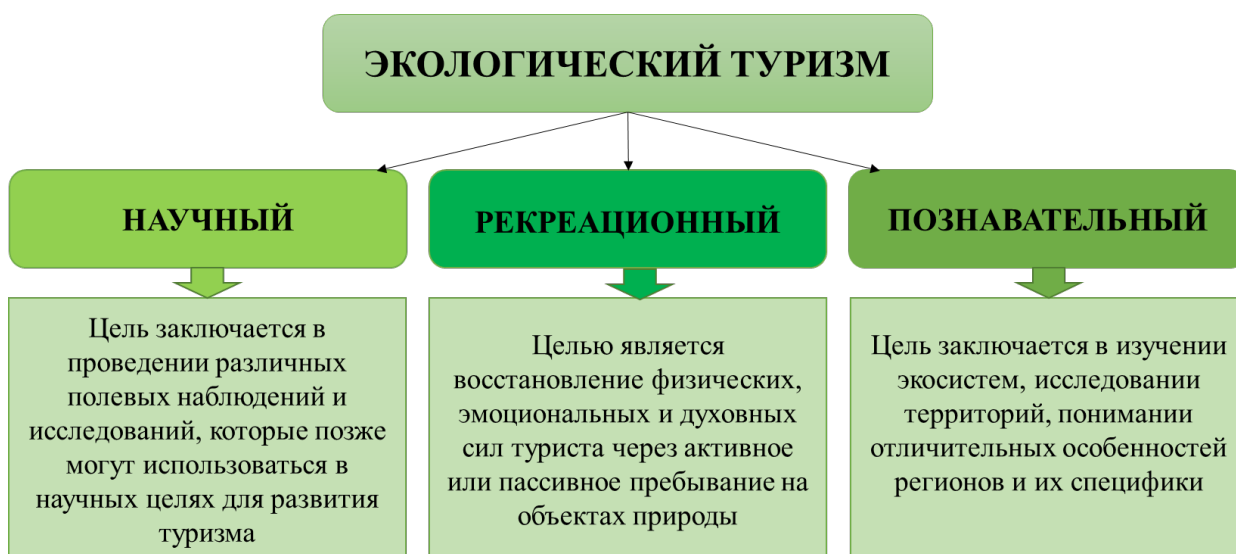 ЭКОЛОГИЧЕСКИЙ ТУРИЗМ
НАУЧНЫЙ
РЕКРЕАЦИОННЫЙ
ПОЗНАВАТЕЛЬНЫЙ
Цель заключается в
проведении различных
полевых наблюдений и
исследований, которые позже
могут использоваться в
научных целях для развития
туризма
Целью является
восстановление физических,
эмоциональных и духовных
сил туриста через активное
или пассивное пребывание на
объектах природы
Цель заключается в изучении
экосистем, исследовании
территорий, понимании
отличительных особенностей
регионов и их специфики